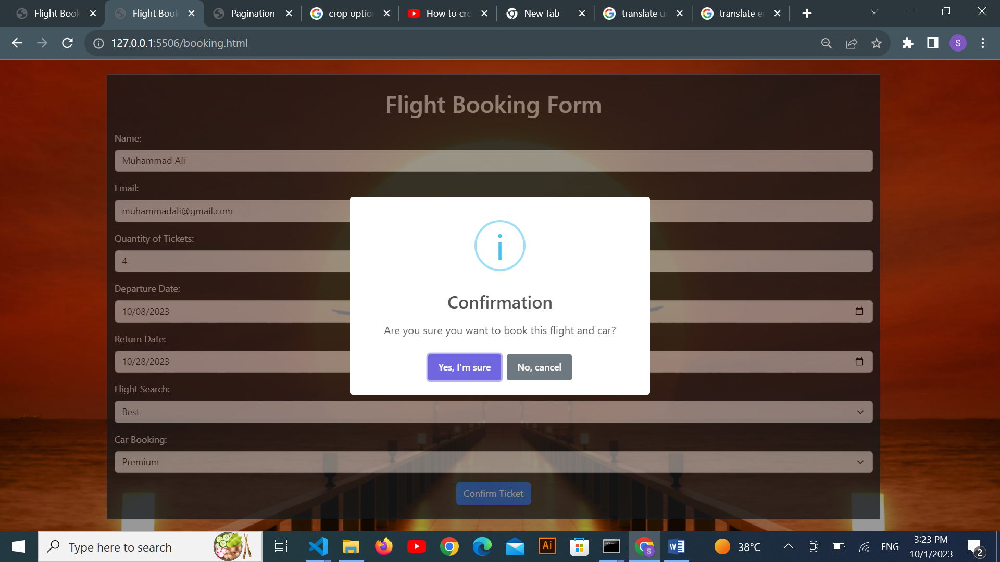 Flight Book
Flight Book
Pagination
crop optio
How to cro
New Tab
translate u
translate e
127.0.0.1:5506/booking.html
S
Flight Booking Form
Name:
Muhammad Ali
Email:
muhammadali@gmail.com
Quantity of Tickets:
4
Departure Date:
10/08/2023
Return Date:
10/28/2023
Flight Search:
Best
Car Booking:
Premium
Confirm Ticket
i
Confirmation
Are you sure you want to book this flight and car?
Yes, I'm sure
No, cancel
Type here to search
Ai
S
W
38°C
ENG
3:23 PM
10/1/2023
2